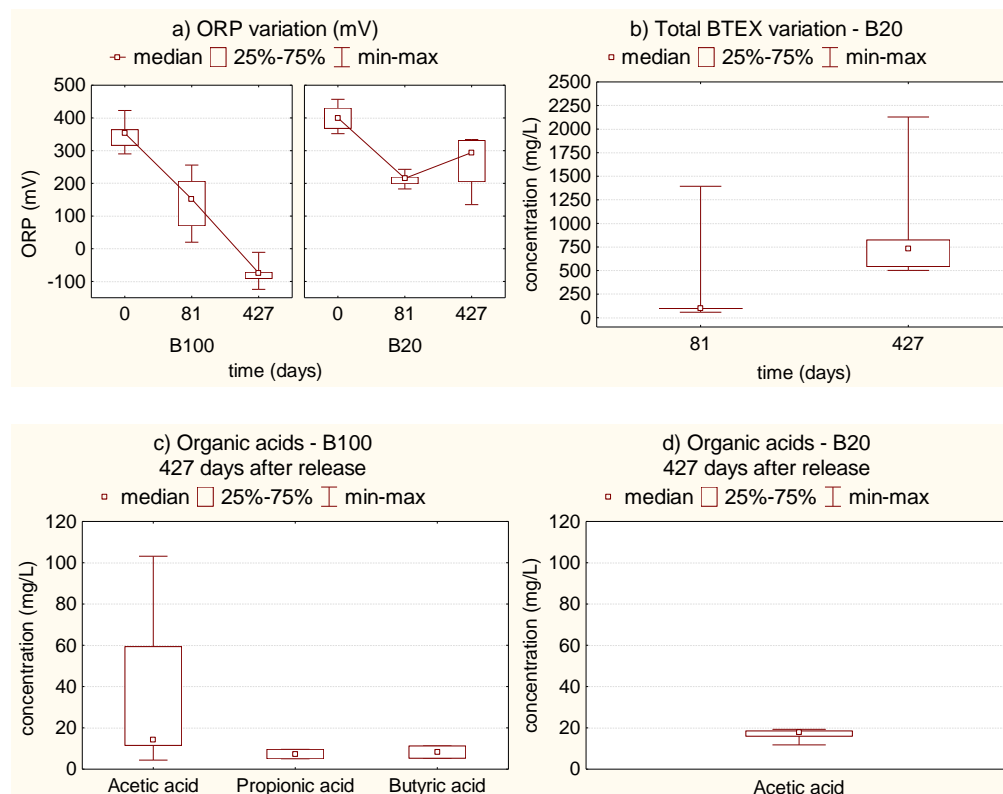 a) ORP variation (mV)
median 25%-75% min-max
500
400
300
200
100
0
-100
ORP (mV)
0 81 427 0 81 427
B100 B20
time (days)
b) Total BTEX variation - B20
median 25%-75% min-max
2500
2250
2000
1750
1500
1250
1000
750
500
250
0
concentration (mg/L)
81 427
time (days)
c) Organic acids - B100
427 days after release
median 25%-75% min-max
120
100
80
60
40
20
0
concentration (mg/L)
Acetic acid Propionic acid Butyric acid
d) Organic acids - B20
427 days after release
median 25%-75% min-max
120
100
80
60
40
20
0
concentration (mg/L)
Acetic acid